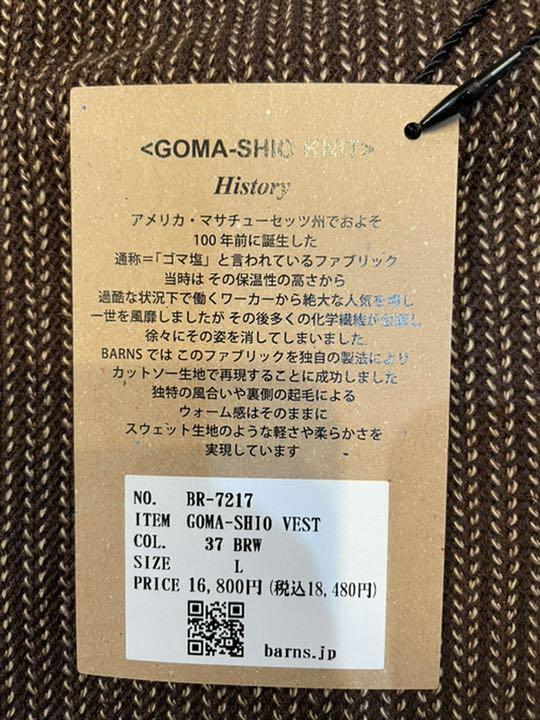 <GOMA-SHIO KNIT>
History
アメリカ・マサチューセッツ州でおよそ
100年前に誕生した
通称=「ゴマ塩」と言われているファブリック
当時は その保温性の高さから
過酷な状況下で働くワーカーから絶大な人気を博し
一世を風靡しましたが その後多くの化学繊維が台頭し
徐々にその姿を消してしまいました
BARNS では このファブリックを独自の製法により
カットソー生地で再現することに成功しました
独特の風合いや裏側の起毛による
ウォーム感はそのままに
スウェット生地のような軽さや柔らかさを
実現しています
NO. BR-7217
ITEM GOMA-SHIO VEST
COL. 37 BRW
SIZE L
PRICE 16,800円(税込18,480円)
barns.jp